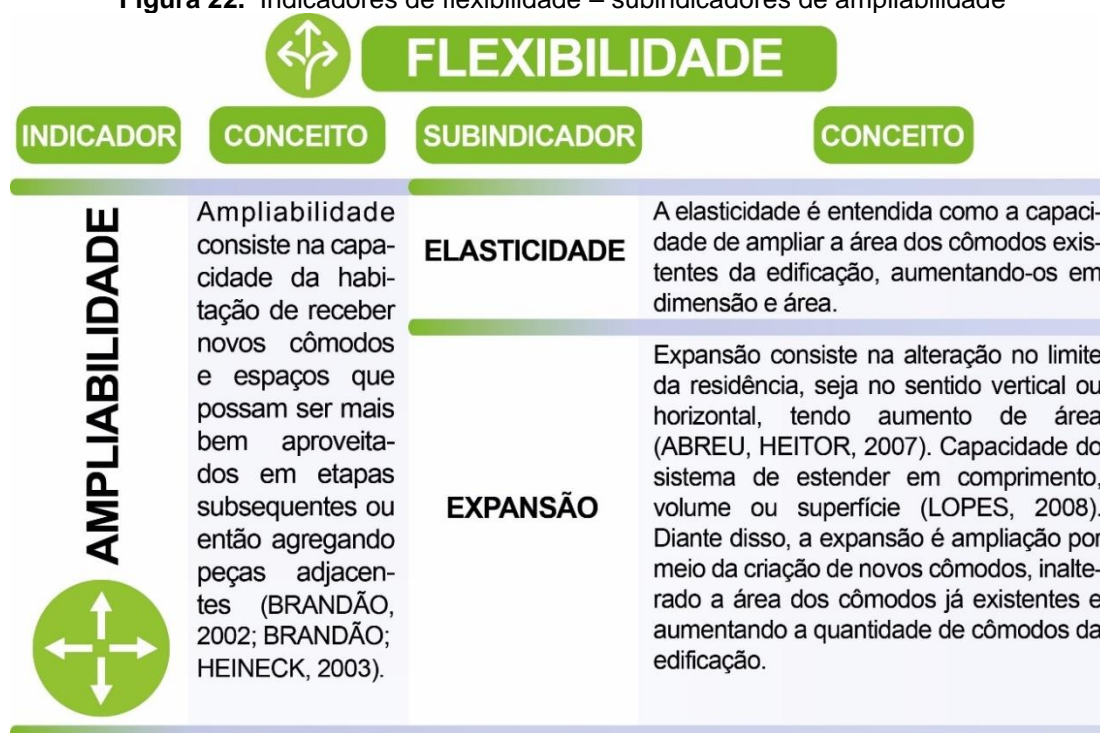 Figura 22. Indicadores de flexibilidade – subindicadores de ampliabilidade
FLEXIBILIDADE
INDICADOR
CONCEITO
SUBINDICADOR
CONCEITO
AMPLIABILIDADE
Ampliabilidade
consiste na capa-
cidade da habi-
tação de receber
novos cômodos
e espaços que
possam ser mais
bem aproveita-
dos em etapas
subsequentes ou
então agregando
peças adjacen-
tes (BRANDÃO,
2002; BRANDÃO;
HEINECK, 2003).
ELASTICIDADE
A elasticidade é entendida como a capaci-
dade de ampliar a área dos cômodos exis-
tentes da edificação, aumentando-os em
dimensão e área.
EXPANSÃO
Expansão consiste na alteração no limite
da residência, seja no sentido vertical ou
horizontal, tendo aumento de área
(ABREU, HEITOR, 2007). Capacidade do
sistema de estender em comprimento,
volume ou superfície (LOPES, 2008).
Diante disso, a expansão é ampliação por
meio da criação de novos cômodos, inalte-
rado a área dos cômodos já existentes e
aumentando a quantidade de cômodos da
edificação.